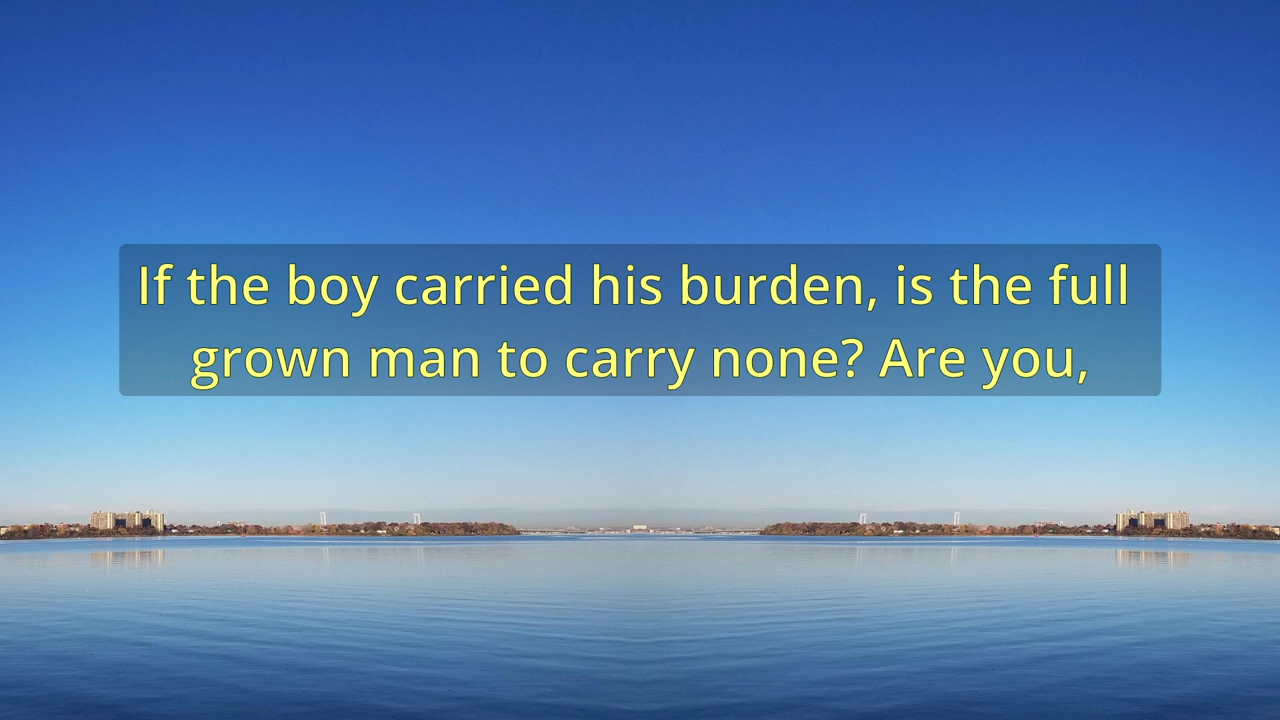 If the boy carried his burden, is the full
grown man to carry none? Are you,